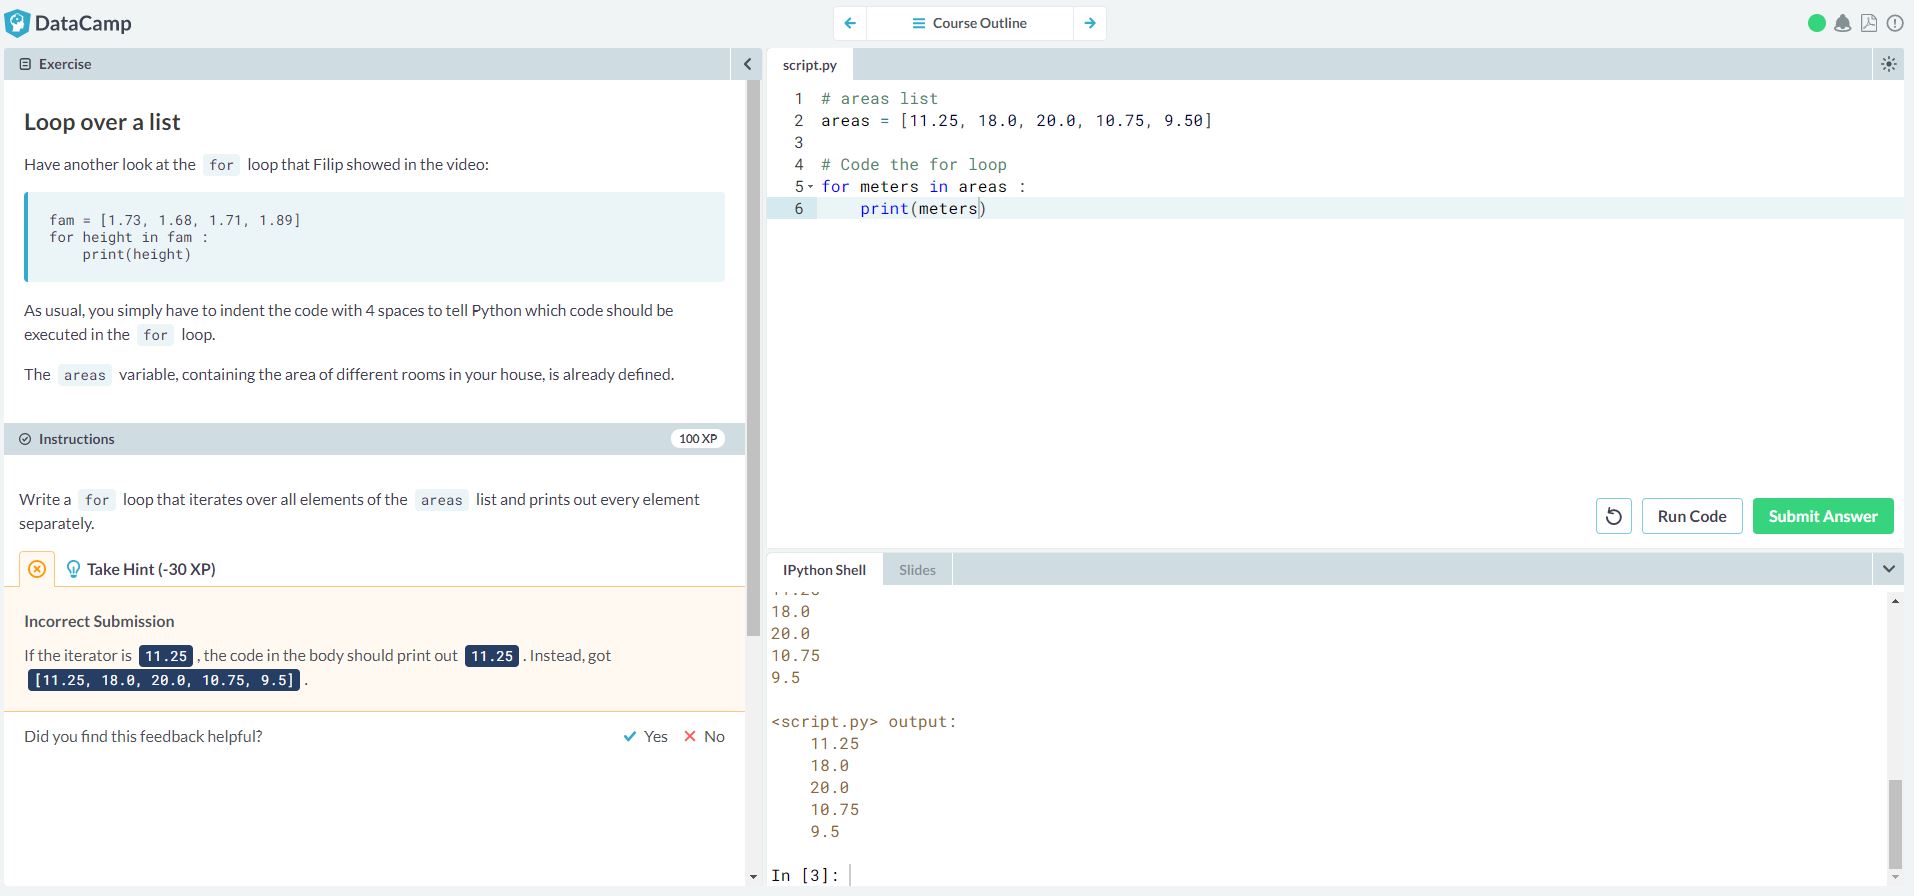 DataCamp
Course Outline
Exercise
Loop over a list
Have another look at the for loop that Filip showed in the video:
fam = [1.73, 1.68, 1.71, 1.89]
for height in fam :
    print(height)
As usual, you simply have to indent the code with 4 spaces to tell Python which code should be
executed in the for loop.
The areas variable, containing the area of different rooms in your house, is already defined.
Instructions
100 XP
Write a for loop that iterates over all elements of the areas list and prints out every element
separately.
Take Hint (-30 XP)
Incorrect Submission
If the iterator is 11.25 , the code in the body should print out 11.25 . Instead, got
[11.25, 18.0, 20.0, 10.75, 9.5] .
Did you find this feedback helpful?
Yes
No
script.py
1 # areas list
2 areas = [11.25, 18.0, 20.0, 10.75, 9.50]
3
4 # Code the for loop
5 for meters in areas :
6     print(meters)
Run Code
Submit Answer
IPython Shell
Slides
18.0
20.0
10.75
9.5
<script.py> output:
    11.25
    18.0
    20.0
    10.75
    9.5
In [3]: